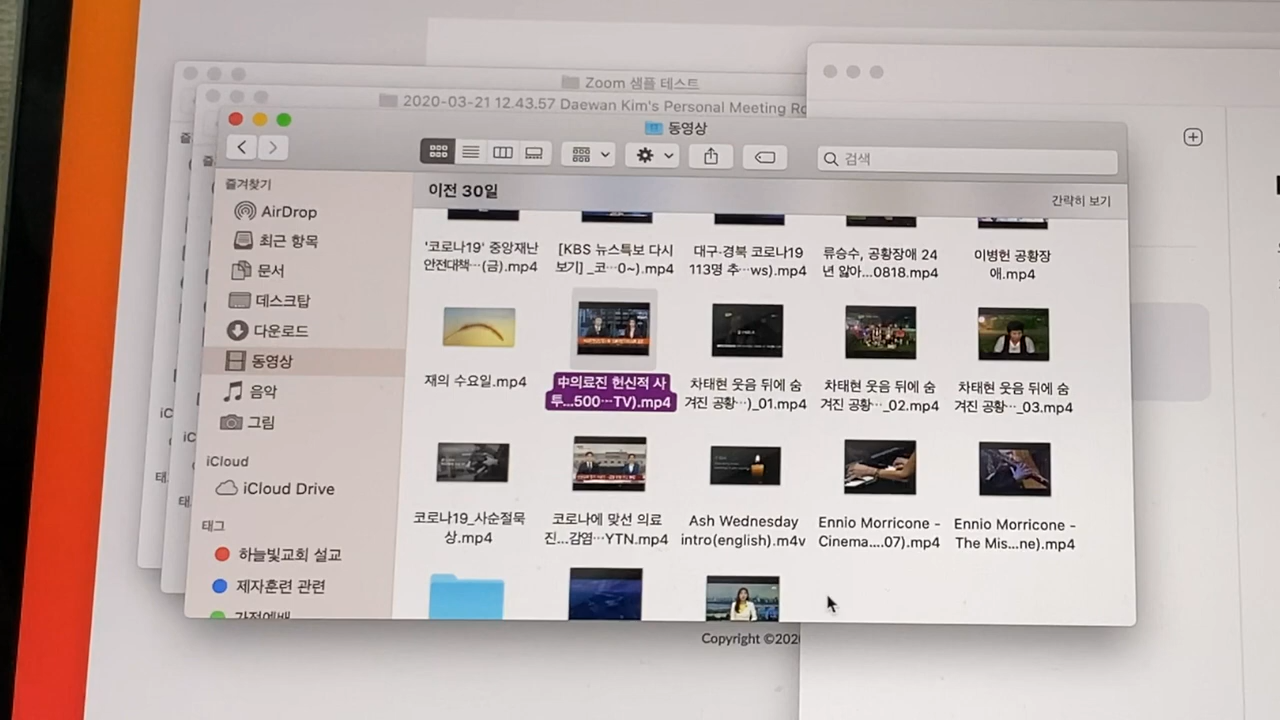 Zoom 샘플 테스트
2020-03-21 12.43.57 Daewan Kim's Personal Meeting Ro
동영상
검색
즐겨찾기
AirDrop
최근 항목
문서
데스크탑
다운로드
동영상
음악
그림
iCloud
iCloud Drive
태그
하늘빛교회 설교
제자훈련 관련
가정예배
이전 30일
간략히 보기
'코로나19' 중앙재난
안전대책…(금).mp4
[KBS 뉴스특보 다시
보기] _코…0~).mp4
대구·경북 코로나19
113명 추…ws).mp4
류승수, 공황장애 24
년 앓아...0818.mp4
이병헌 공황장
애.mp4
재의 수요일.mp4
中의료진 헌신적 사
투...500…TV).mp4
차태현 웃음 뒤에 숨
겨진 공황…)_01.mp4
차태현 웃음 뒤에 숨
겨진 공황…_02.mp4
차태현 웃음 뒤에 숨
겨진 공황…_03.mp4
코로나19_사순절묵
상.mp4
코로나에 맞선 의료
진...감염…YTN.mp4
Ash Wednesday
intro(english).m4v
Ennio Morricone -
Cinema....07).mp4
Ennio Morricone -
The Mis...ne).mp4
Copyright ©202